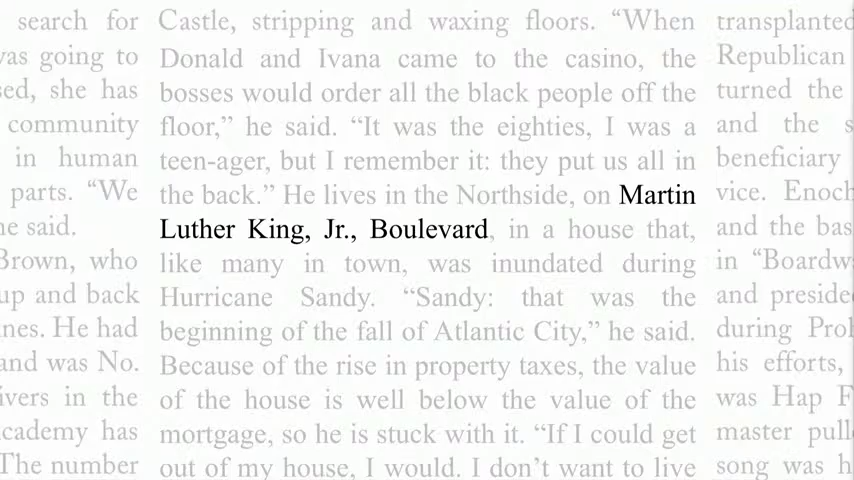 search for
was going to
sed, she has
community
in human
parts. “We
he said.
Brown, who
up and back
ines. He had
and was No.
ivers in the
cademy has
The number
Castle, stripping and waxing floors. “When
Donald and Ivana came to the casino, the
bosses would order all the black people off the
floor,” he said. “It was the eighties, I was a
teen-ager, but I remember it: they put us all in
the back.” He lives in the Northside, on Martin
Luther King, Jr., Boulevard, in a house that,
like many in town, was inundated during
Hurricane Sandy. “Sandy: that was the
beginning of the fall of Atlantic City,” he said.
Because of the rise in property taxes, the value
of the house is well below the value of the
mortgage, so he is stuck with it. “If I could get
out of my house, I would. I don’t want to live
transplanted
Republican
turned the
and the s
beneficiary
vice. Enoch
and the bas
in “Boardw
and preside
during Proh
his efforts,
was Hap F
master pull
song was h